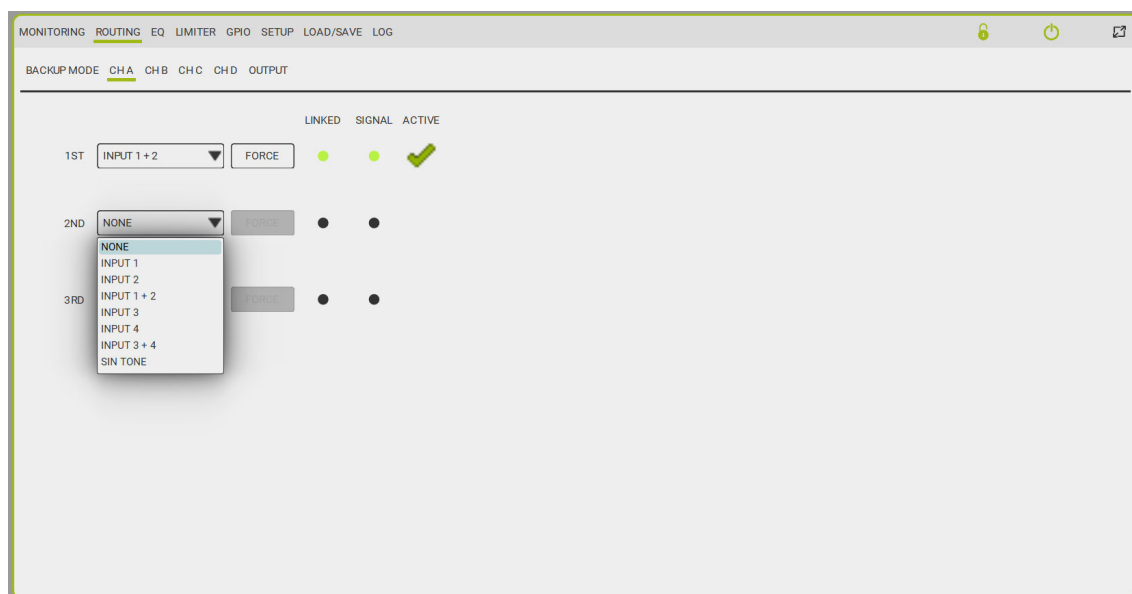 MONITORING ROUTING EQ LIMITER GPIO SETUP LOAD/SAVE LOG
BACKUP MODE CH A CH B CH C CH D OUTPUT
LINKED SIGNAL ACTIVE
1ST INPUT 1 + 2 FORCE
2ND NONE FORCE
NONE
INPUT 1
INPUT 2
3RD INPUT 1 + 2 FORCE
INPUT 3
INPUT 4
INPUT 3 + 4
SIN TONE